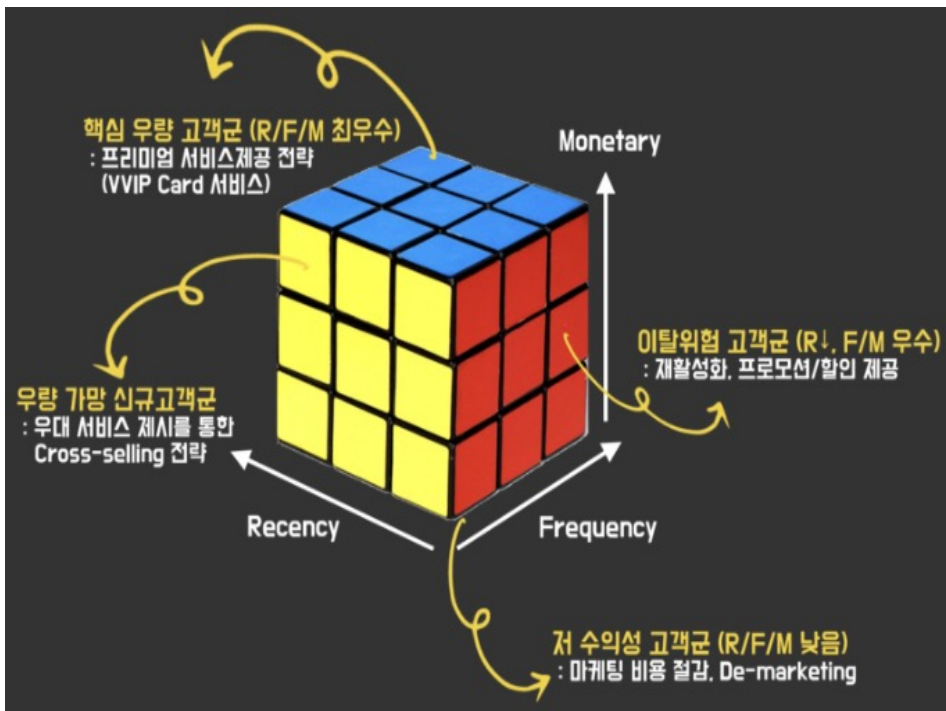 핵심 우량 고객군 (R/F/M 최우수)
: 프리미엄 서비스제공 전략
(VVIP Card 서비스)
Monetary
이탈위험 고객군 (R↓, F/M 우수)
: 재활성화, 프로모션/할인 제공
우량 가망 신규고객군
: 우대 서비스 제시를 통한
Cross-selling 전략
Recency
Frequency
저 수익성 고객군 (R/F/M 낮음)
: 마케팅 비용 절감, De-marketing